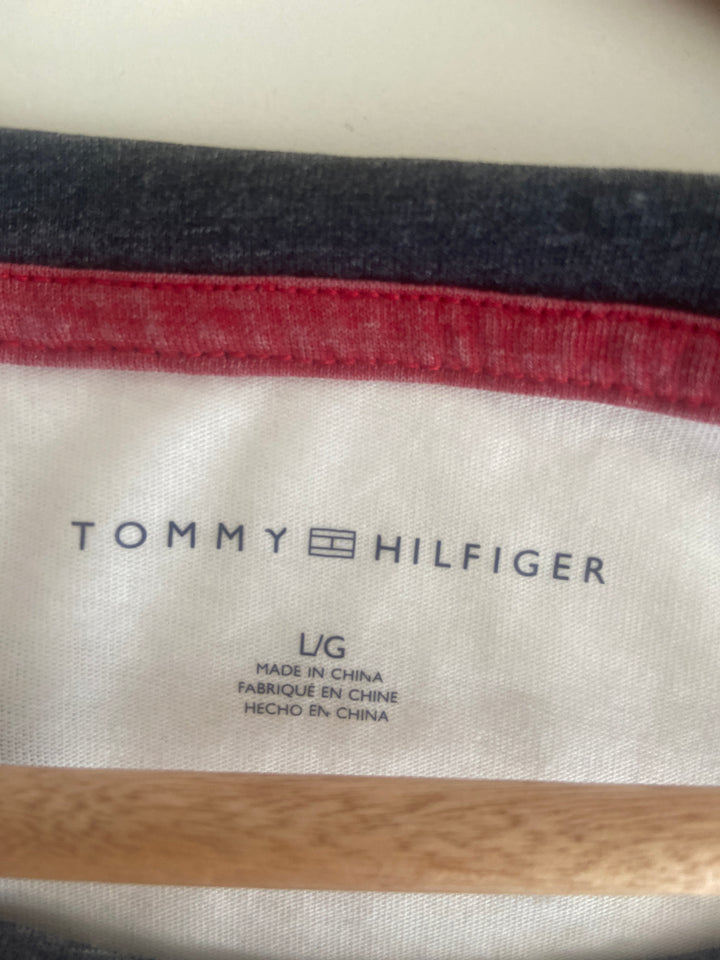 TOMMY HILFIGER
L/G
MADE IN CHINA
FABRIQUÉ EN CHINE
HECHO EN CHINA